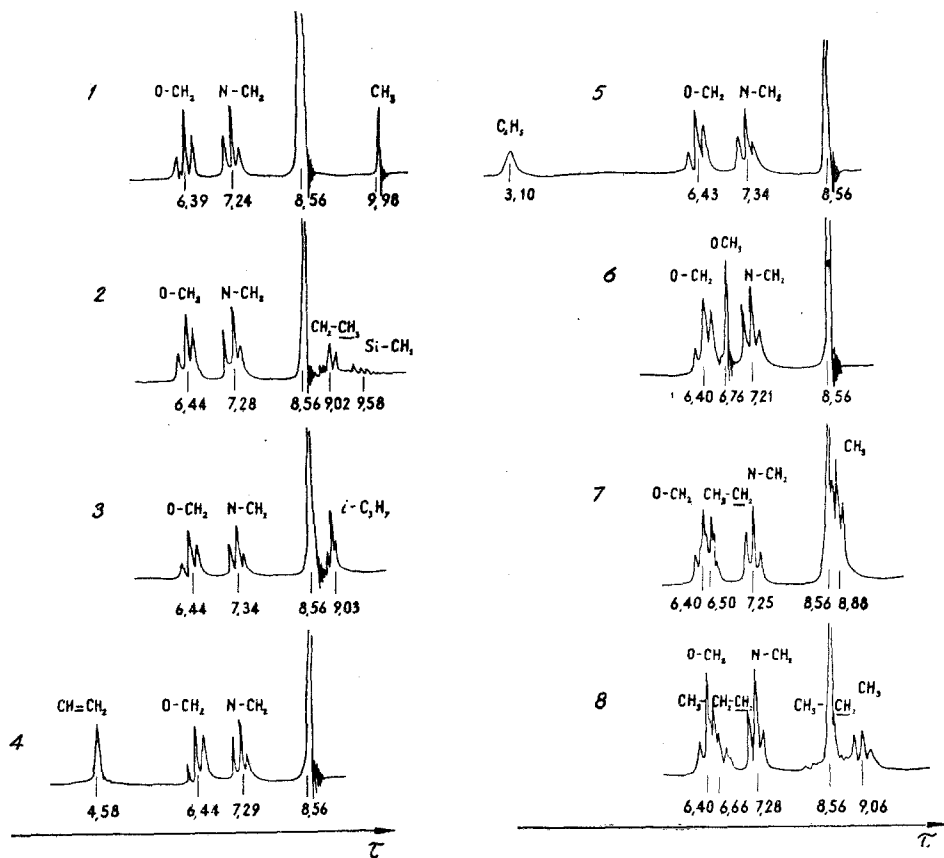 1
O-CH₂ N-CH₂ CH₃
6,39 7,24 8,56 9,98
2
O-CH₂ N-CH₂ CH₂-CH₃ Si-CH₂
6,44 7,28 8,56 9,02 9,58
3
O-CH₂ N-CH₂ i-C₃H₇
6,44 7,34 8,56 9,03
4
CH=CH₂ O-CH₂ N-CH₂
4,58 6,44 7,29 8,56
τ
5
C₆H₅ O-CH₂ N-CH₂
3,10 6,43 7,34 8,56
6
O-CH₂ OCH₃ N-CH₂
6,40 6,76 7,21 8,56
7
O-CH₂ CH₃-CH₂ N-CH₂ CH₃
6,40 6,50 7,25 8,56 8,88
8
O-CH₂ N-CH₂
CH₃-CH₂-CH₂ CH₃-CH₂ CH₃
6,40 6,66 7,28 8,56 9,06
τ